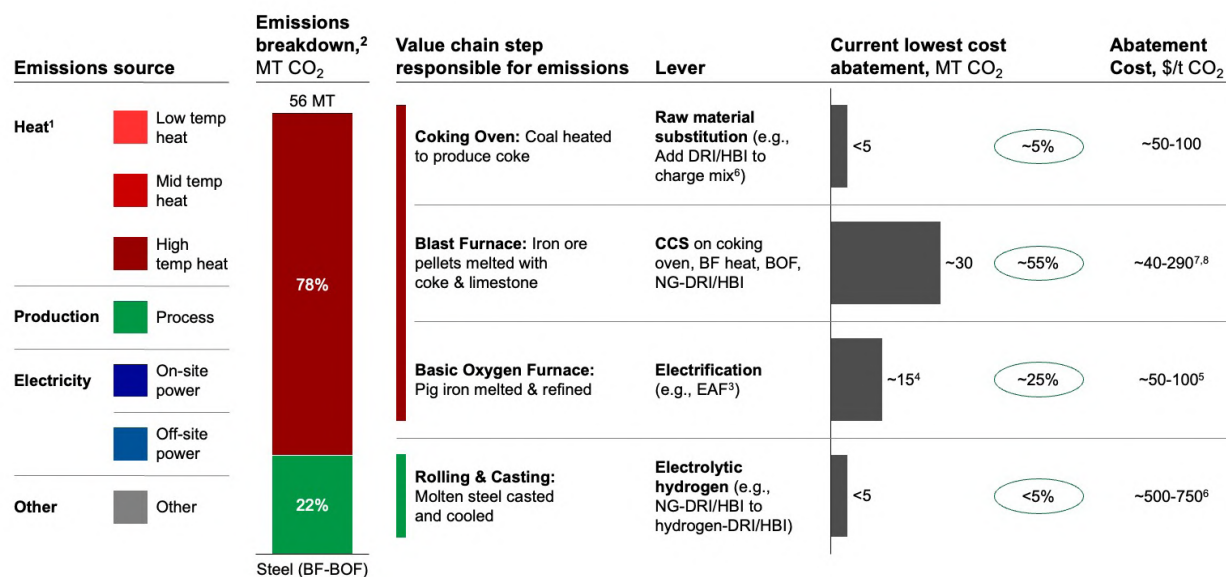 Emissions source
Emissions
breakdown,²
MT CO₂
Value chain step
responsible for emissions
Lever
Current lowest cost
abatement, MT CO₂
Abatement
Cost, $/t CO₂
Heat¹
Low temp
heat
Mid temp
heat
High
temp heat
Production
Process
Electricity
On-site
power
Off-site
power
Other
Other
56 MT
78%
22%
Steel (BF-BOF)
Coking Oven: Coal heated
to produce coke
Raw material
substitution (e.g.,
Add DRI/HBI to
charge mix⁶)
<5
~5%
~50-100
Blast Furnace: Iron ore
pellets melted with
coke & limestone
CCS on coking
oven, BF heat, BOF,
NG-DRI/HBI
~30
~55%
~40-290⁷,⁸
Basic Oxygen Furnace:
Pig iron melted & refined
Electrification
(e.g., EAF³)
~15⁴
~25%
~50-100⁵
Rolling & Casting:
Molten steel casted
and cooled
Electrolytic
hydrogen (e.g.,
NG-DRI/HBI to
hydrogen-DRI/HBI)
<5
<5%
~500-750⁶